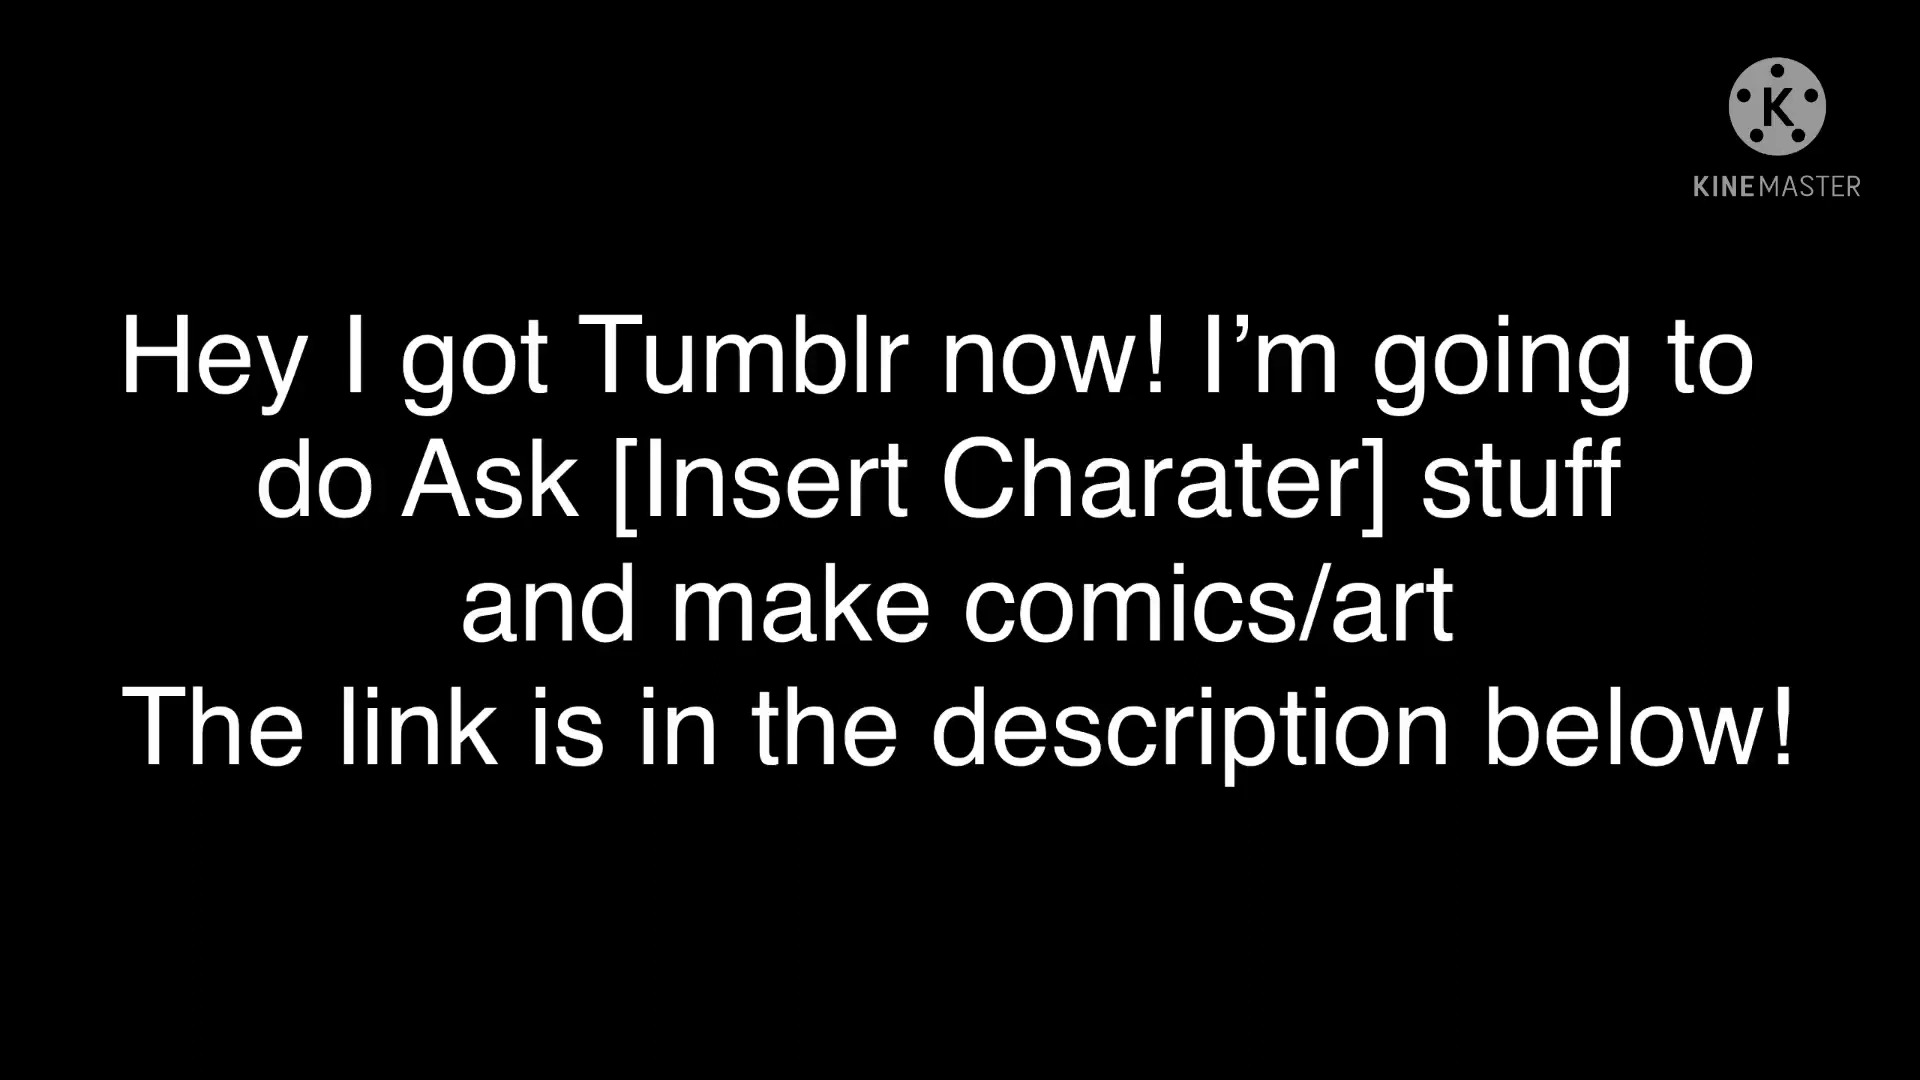 K
KINEMASTER
Hey I got Tumblr now! I’m going to
do Ask [Insert Charater] stuff
and make comics/art
The link is in the description below!